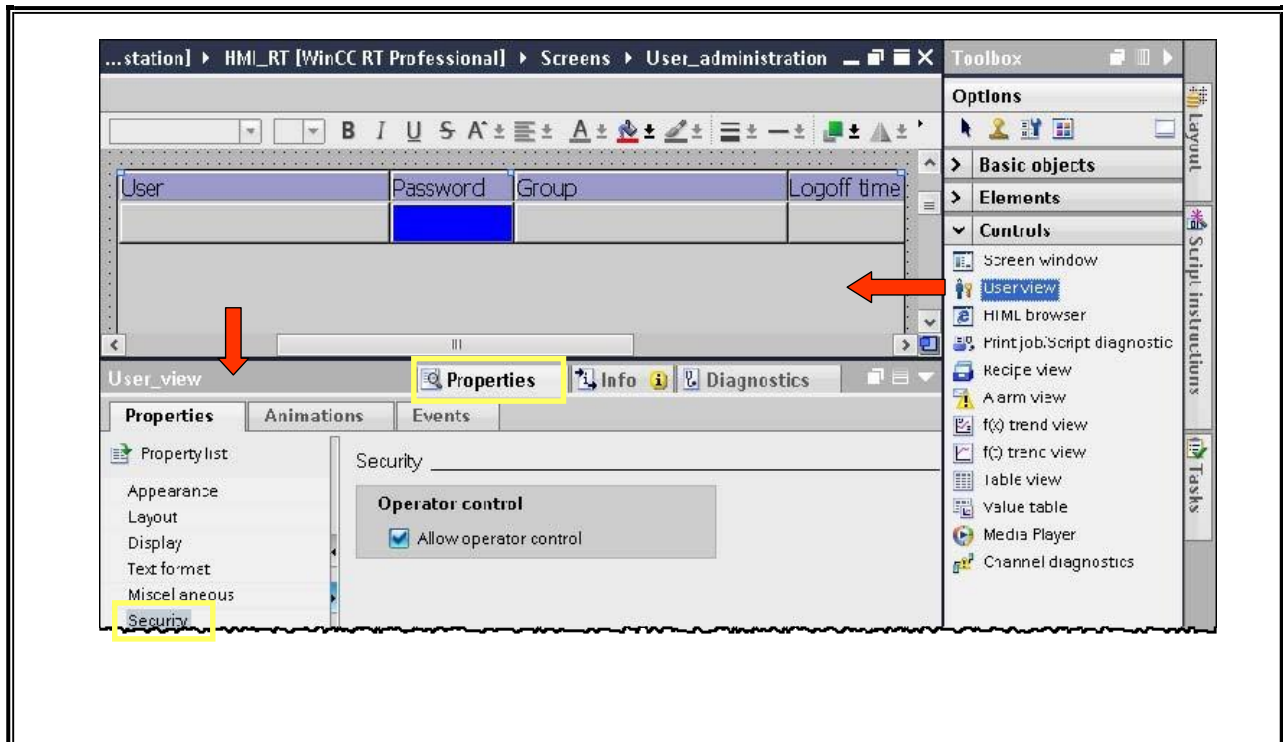 ...station] ▸ HMI_RT [WinCC RT Professional] ▸ Screens ▸ User_administration
Toolbox
Options
B I U S A
Basic objects
Elements
Controls
Screen window
User view
HTML browser
Print job/Script diagnostic
Recipe view
Alarm view
f(x) trend view
f(t) trend view
Table view
Value table
Media Player
Channel diagnostics
Layout
Script instructions
Tasks
User Password Group Logoff time
User_view
Properties Info Diagnostics
Properties Animations Events
Property list
Appearance
Layout
Display
Text format
Miscellaneous
Security
Security
Operator control
Allow operator control